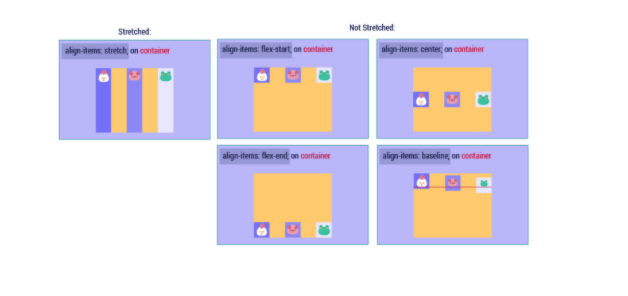 Stretched:
Not Stretched:
align-items: stretch; on container
align-items: flex-start; on container
align-items: center; on container
align-items: flex-end; on container
align-items: baseline; on container